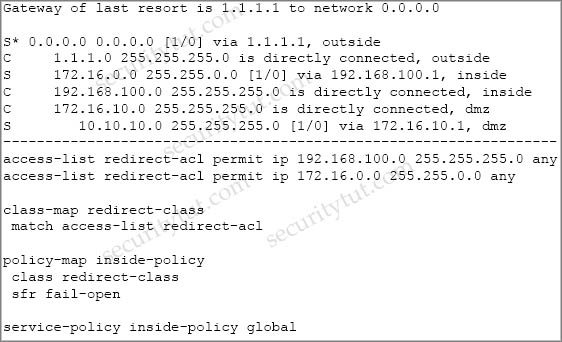 Gateway of last resort is 1.1.1.1 to network 0.0.0.0

S* 0.0.0.0 0.0.0.0 [1/0] via 1.1.1.1, outside
C 1.1.1.0 255.255.255.0 is directly connected, outside
S 172.16.0.0 255.255.0.0 [1/0] via 192.168.100.1, inside
C 192.168.100.0 255.255.255.0 is directly connected, inside
C 172.16.10.0 255.255.255.0 is directly connected, dmz
S 10.10.10.0 255.255.255.0 [1/0] via 172.16.10.1, dmz
------------------------------------------------------------------
access-list redirect-acl permit ip 192.168.100.0 255.255.255.0 any
access-list redirect-acl permit ip 172.16.0.0 255.255.0.0 any

class-map redirect-class
match access-list redirect-acl

policy-map inside-policy
class redirect-class
sfr fail-open

service-policy inside-policy global
securitytut.com
securitytut.com
securitytut.com
securitytut.com